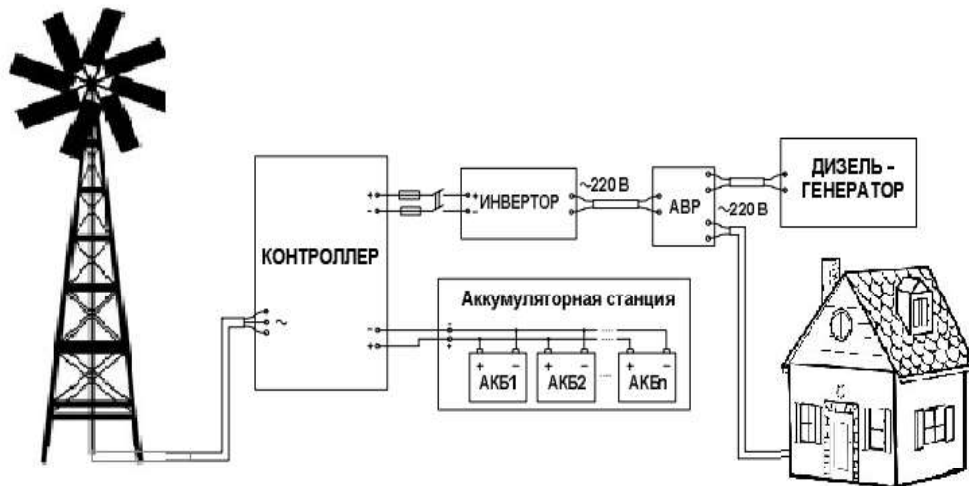 КОНТРОЛЛЕР
~
+
-
-
+
+
-
ИНВЕРТОР
~220 В
АВР
~220 В
ДИЗЕЛЬ -
ГЕНЕРАТОР
Аккумуляторная станция
-
+
+ -
АКБ1
+ -
АКБ2
....
....
....
+ -
АКБn